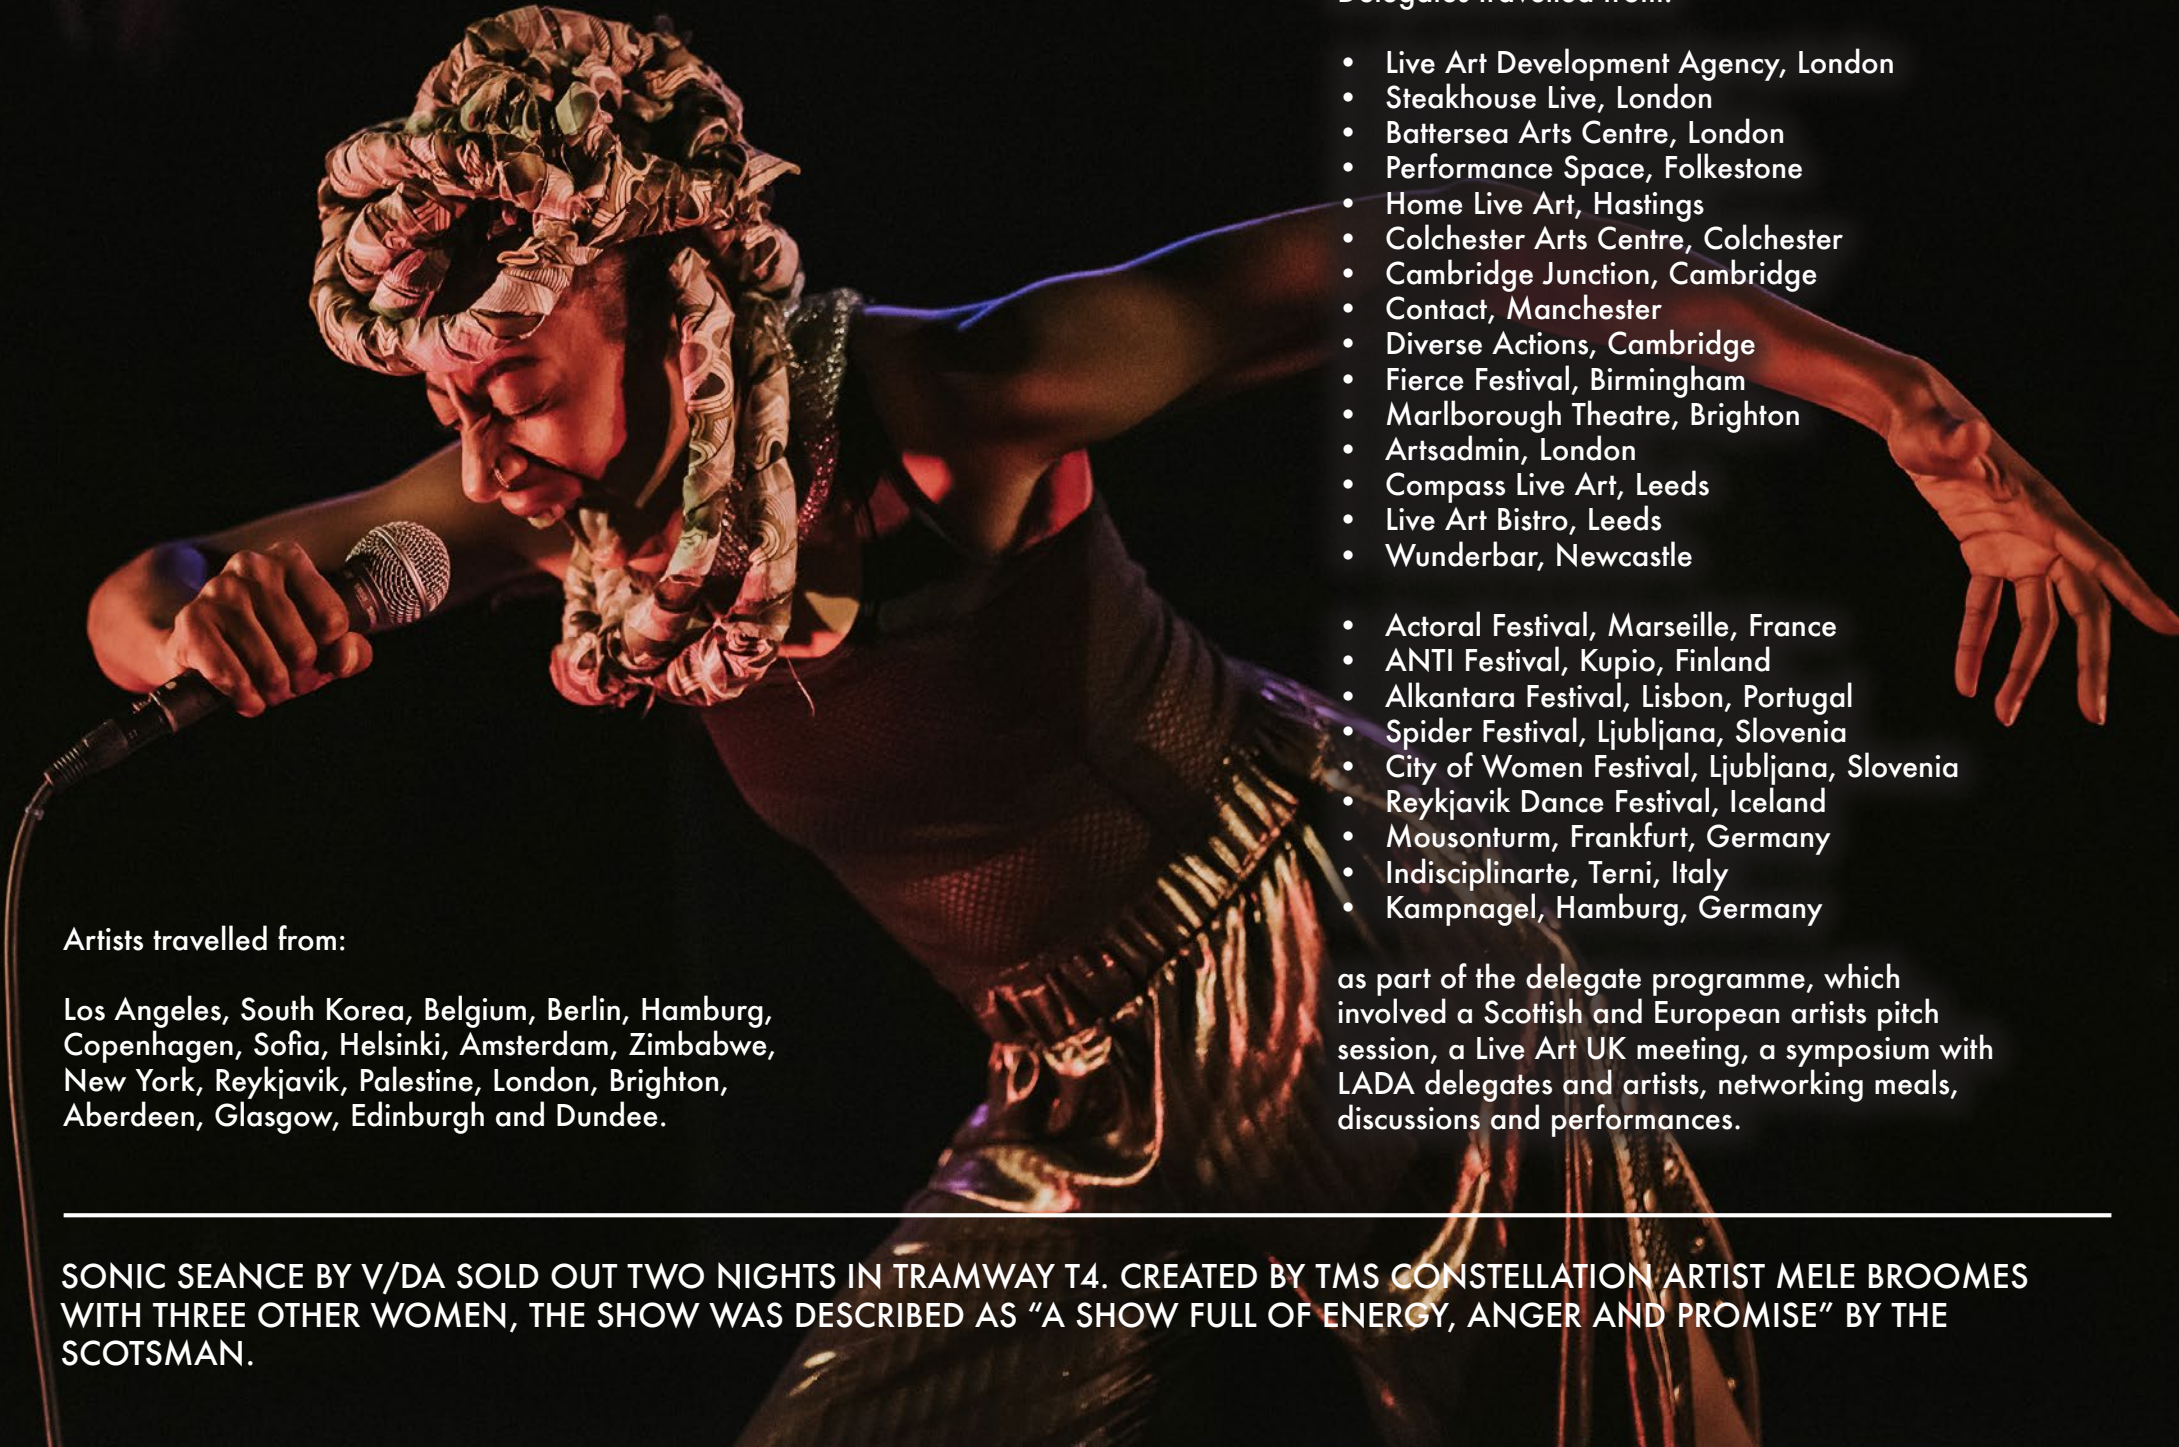 Delegates travelled from:
• Live Art Development Agency, London
• Steakhouse Live, London
• Battersea Arts Centre, London
• Performance Space, Folkestone
• Home Live Art, Hastings
• Colchester Arts Centre, Colchester
• Cambridge Junction, Cambridge
• Contact, Manchester
• Diverse Actions, Cambridge
• Fierce Festival, Birmingham
• Marlborough Theatre, Brighton
• Artsadmin, London
• Compass Live Art, Leeds
• Live Art Bistro, Leeds
• Wunderbar, Newcastle
• Actoral Festival, Marseille, France
• ANTI Festival, Kupio, Finland
• Alkantara Festival, Lisbon, Portugal
• Spider Festival, Ljubljana, Slovenia
• City of Women Festival, Ljubljana, Slovenia
• Reykjavik Dance Festival, Iceland
• Mousonturm, Frankfurt, Germany
• Indisciplinarte, Terni, Italy
• Kampnagel, Hamburg, Germany
as part of the delegate programme, which
involved a Scottish and European artists pitch
session, a Live Art UK meeting, a symposium with
LADA delegates and artists, networking meals,
discussions and performances.
Artists travelled from:
Los Angeles, South Korea, Belgium, Berlin, Hamburg,
Copenhagen, Sofia, Helsinki, Amsterdam, Zimbabwe,
New York, Reykjavik, Palestine, London, Brighton,
Aberdeen, Glasgow, Edinburgh and Dundee.
SONIC SEANCE BY V/DA SOLD OUT TWO NIGHTS IN TRAMWAY T4. CREATED BY TMS CONSTELLATION ARTIST MELE BROOMES
WITH THREE OTHER WOMEN, THE SHOW WAS DESCRIBED AS “A SHOW FULL OF ENERGY, ANGER AND PROMISE” BY THE
SCOTSMAN.